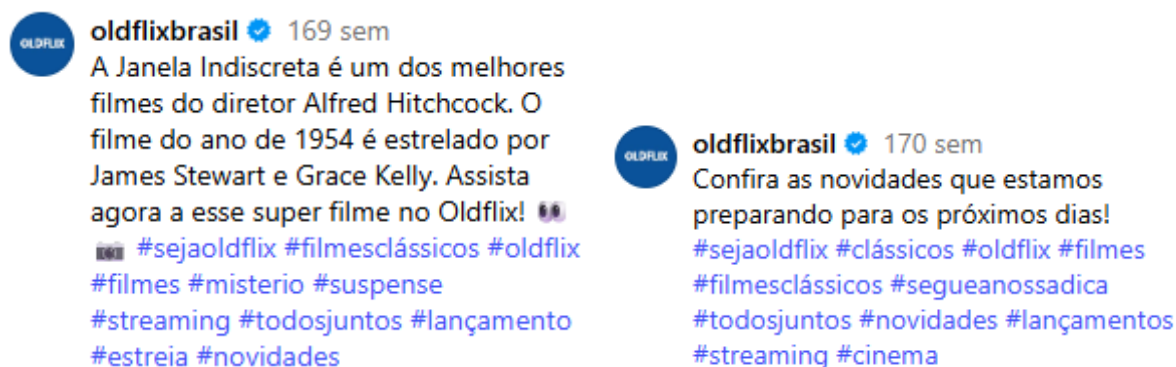 OLDFLIX
oldflixbrasil 169 sem
A Janela Indiscreta é um dos melhores
filmes do diretor Alfred Hitchcock. O
filme do ano de 1954 é estrelado por
James Stewart e Grace Kelly. Assista
agora a esse super filme no Oldflix! 👀
📷 #sejaoldflix #filmesclássicos #oldflix
#filmes #misterio #suspense
#streaming #todosjuntos #lançamento
#estreia #novidades
OLDFLIX
oldflixbrasil 170 sem
Confira as novidades que estamos
preparando para os próximos dias!
#sejaoldflix #clássicos #oldflix #filmes
#filmesclássicos #segueanossadica
#todosjuntos #novidades #lançamentos
#streaming #cinema